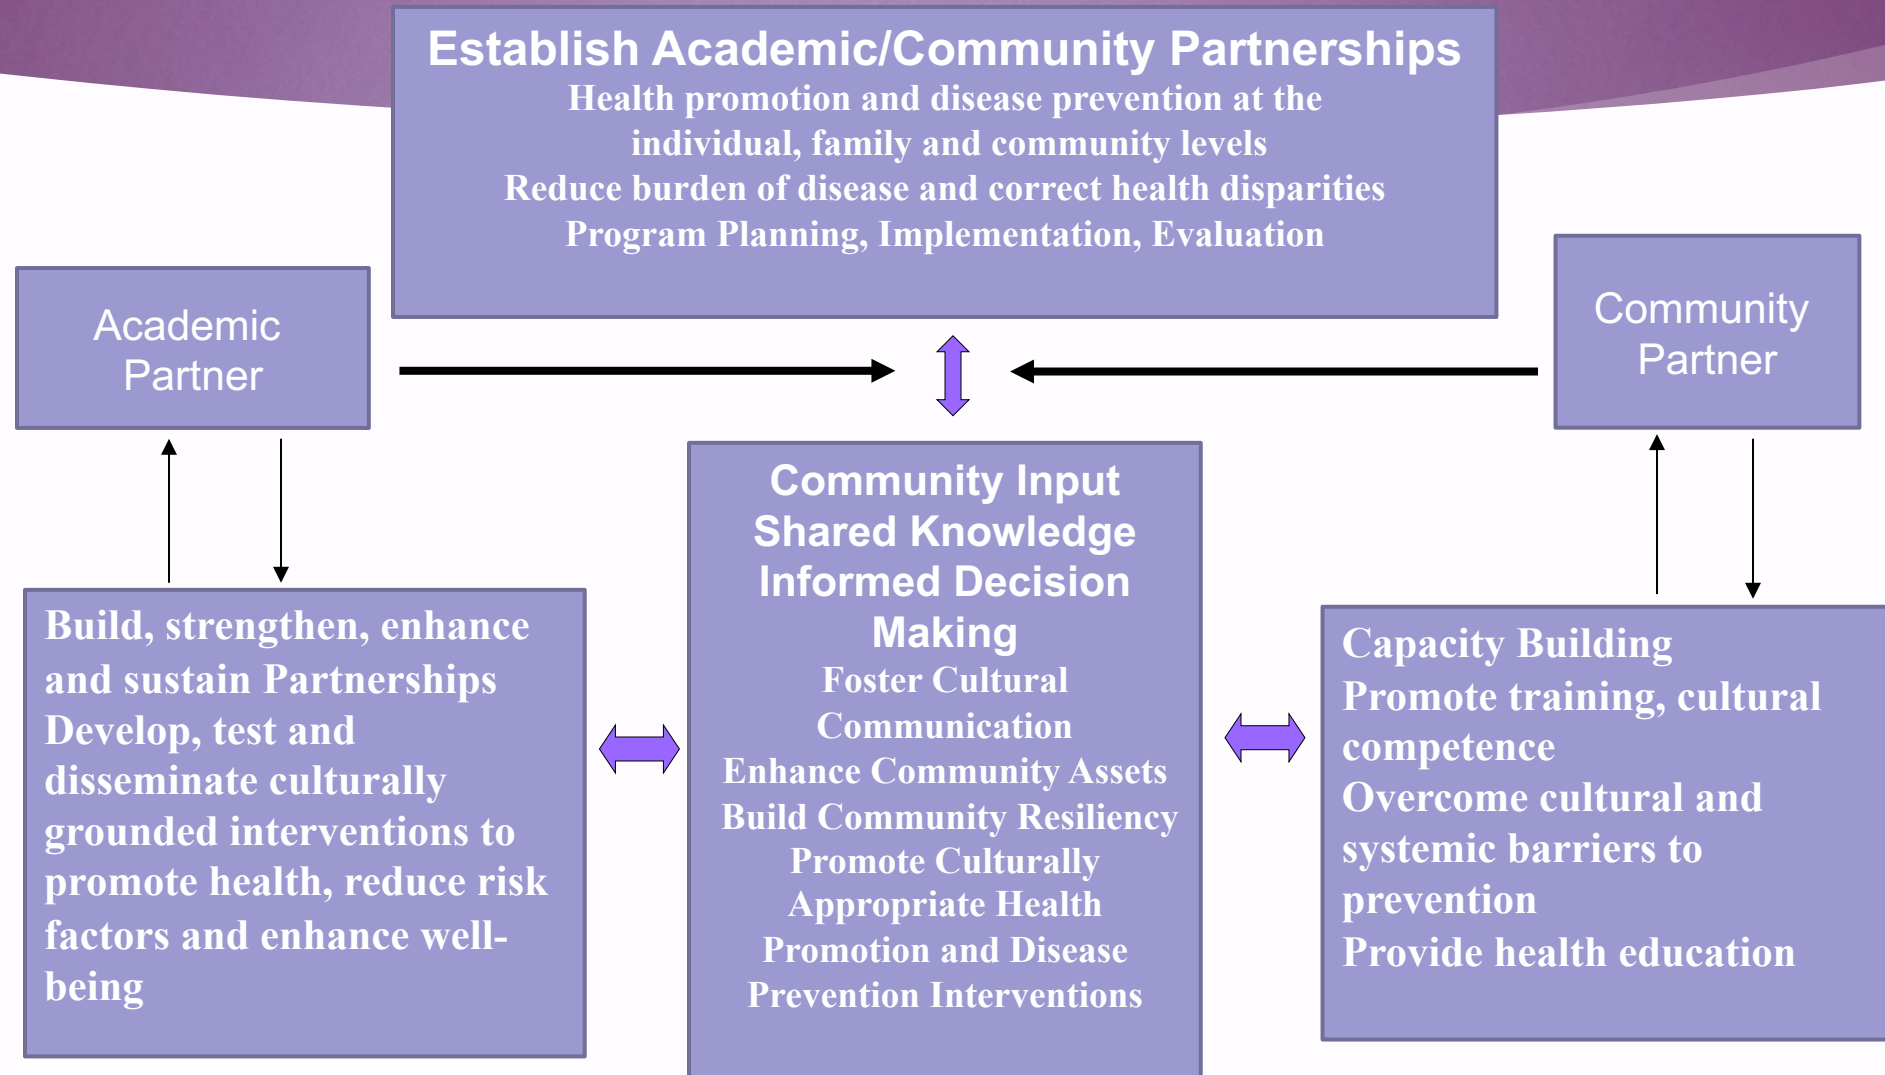 Establish Academic/Community Partnerships
Health promotion and disease prevention at the
individual, family and community levels
Reduce burden of disease and correct health disparities
Program Planning, Implementation, Evaluation
Academic
Partner
Community
Partner
Build, strengthen, enhance
and sustain Partnerships
Develop, test and
disseminate culturally
grounded interventions to
promote health, reduce risk
factors and enhance well-
being
Community Input
Shared Knowledge
Informed Decision
Making
Foster Cultural
Communication
Enhance Community Assets
Build Community Resiliency
Promote Culturally
Appropriate Health
Promotion and Disease
Prevention Interventions
Capacity Building
Promote training, cultural
competence
Overcome cultural and
systemic barriers to
prevention
Provide health education